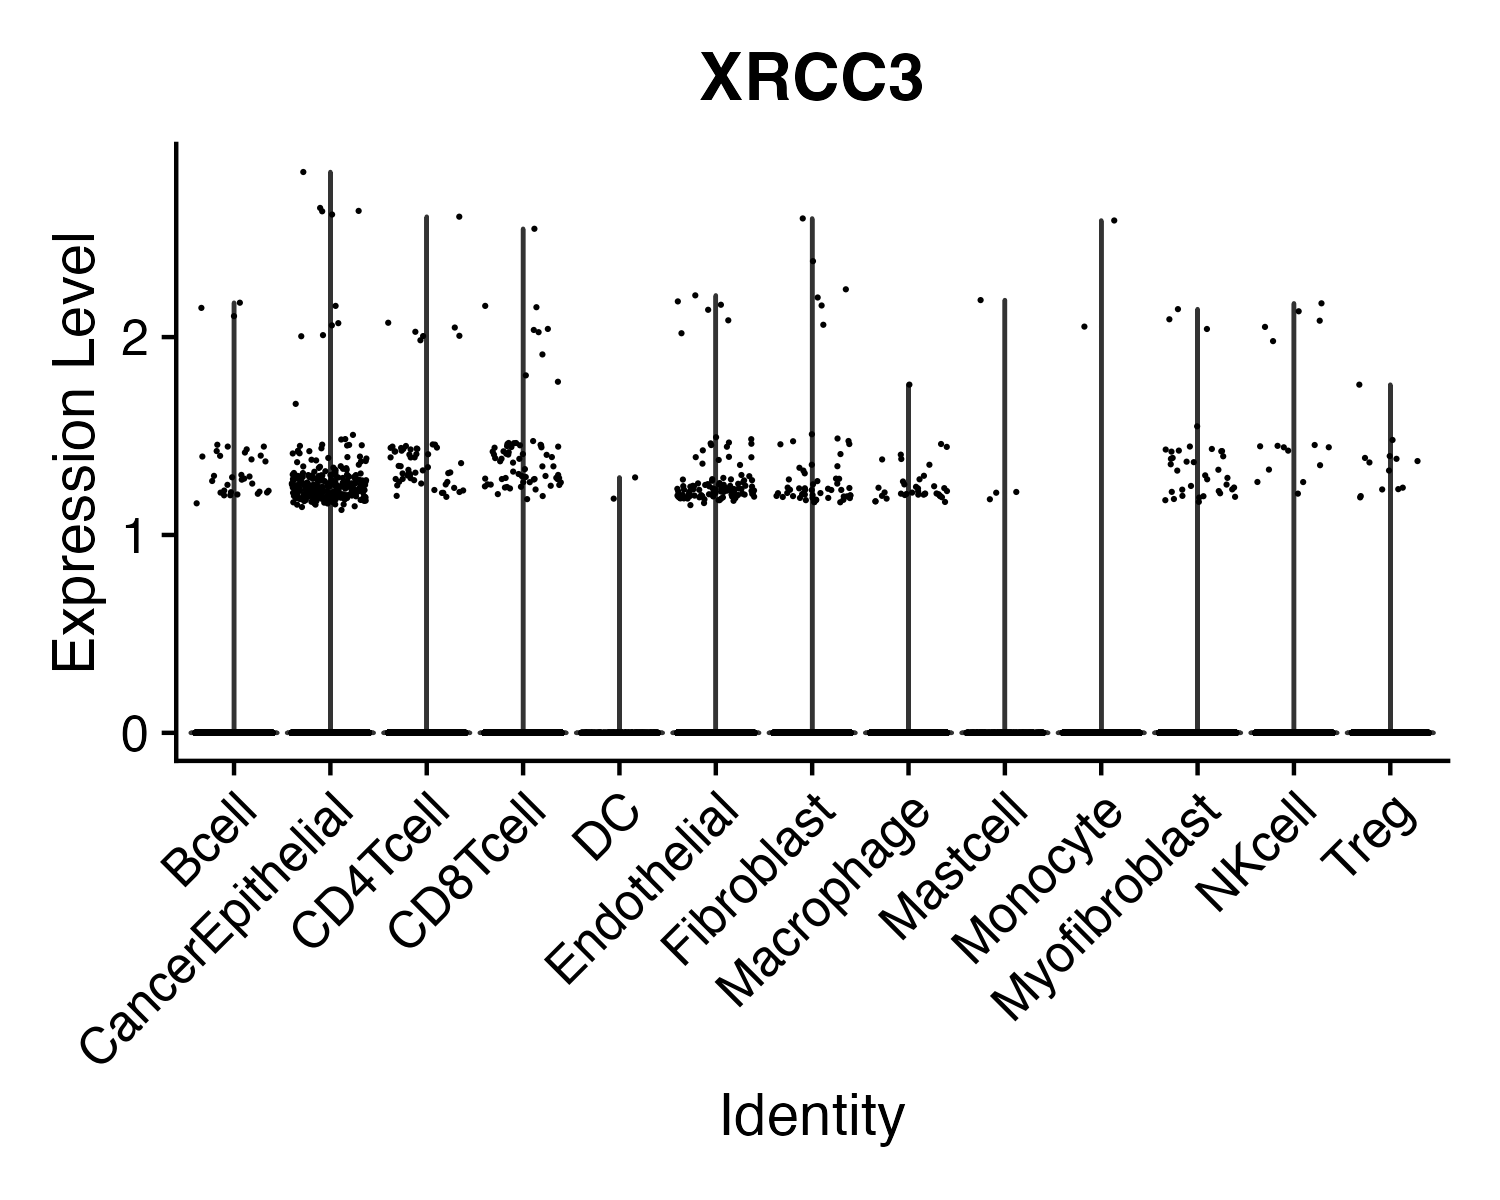 XRCC3
Expression Level
2
1
0
Bcell
CancerEpithelial
CD4Tcell
CD8Tcell
DC
Endothelial
Fibroblast
Macrophage
Mastcell
Monocyte
Myofibroblast
NKcell
Treg
Identity